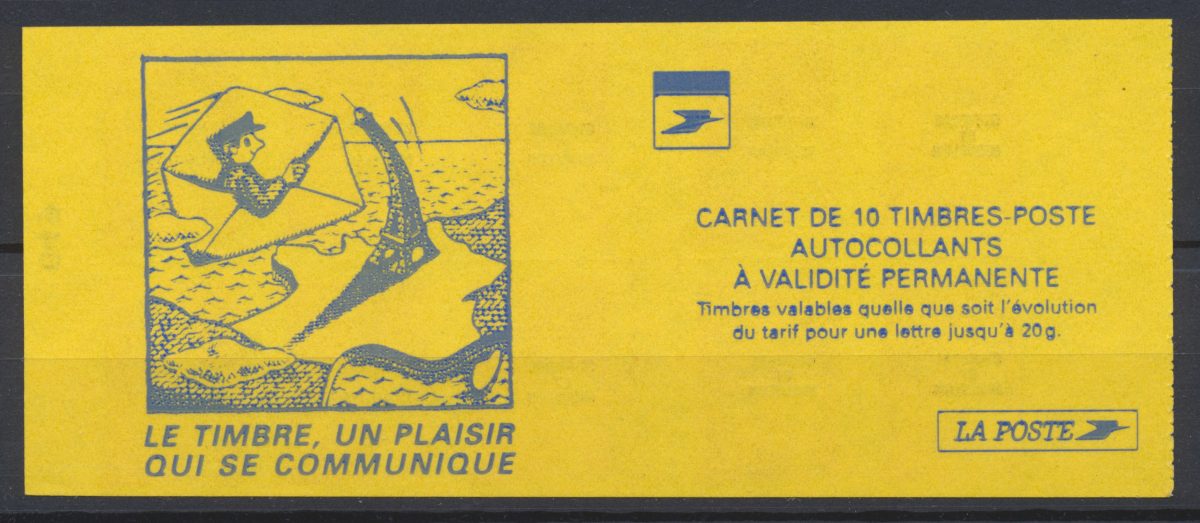 LE TIMBRE, UN PLAISIR
QUI SE COMMUNIQUE
CARNET DE 10 TIMBRES-POSTE
AUTOCOLLANTS
À VALIDITÉ PERMANENTE
Timbres valables quelle que soit l'évolution
du tarif pour une lettre jusqu'à 20g.
LA POSTE